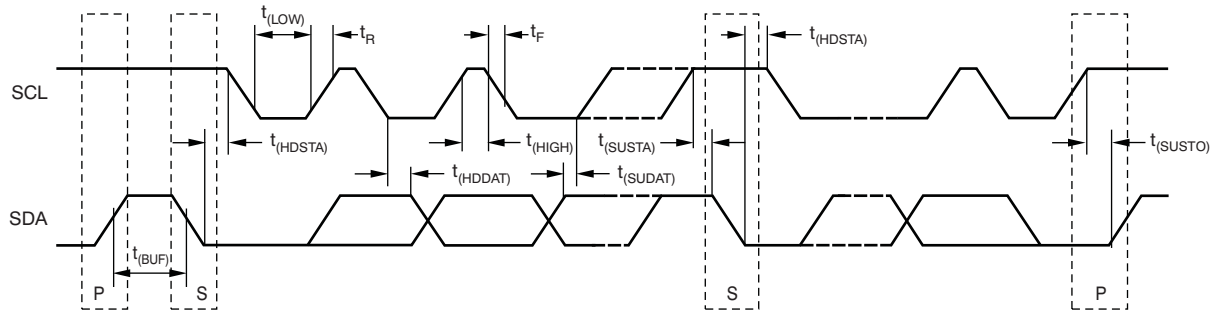 t(LOW)
tR
tF
t(HDSTA)
SCL
t(HDSTA)
t(HIGH)
t(SUSTA)
t(SUSTO)
t(HDDAT)
t(SUDAT)
SDA
t(BUF)
P
S
S
P